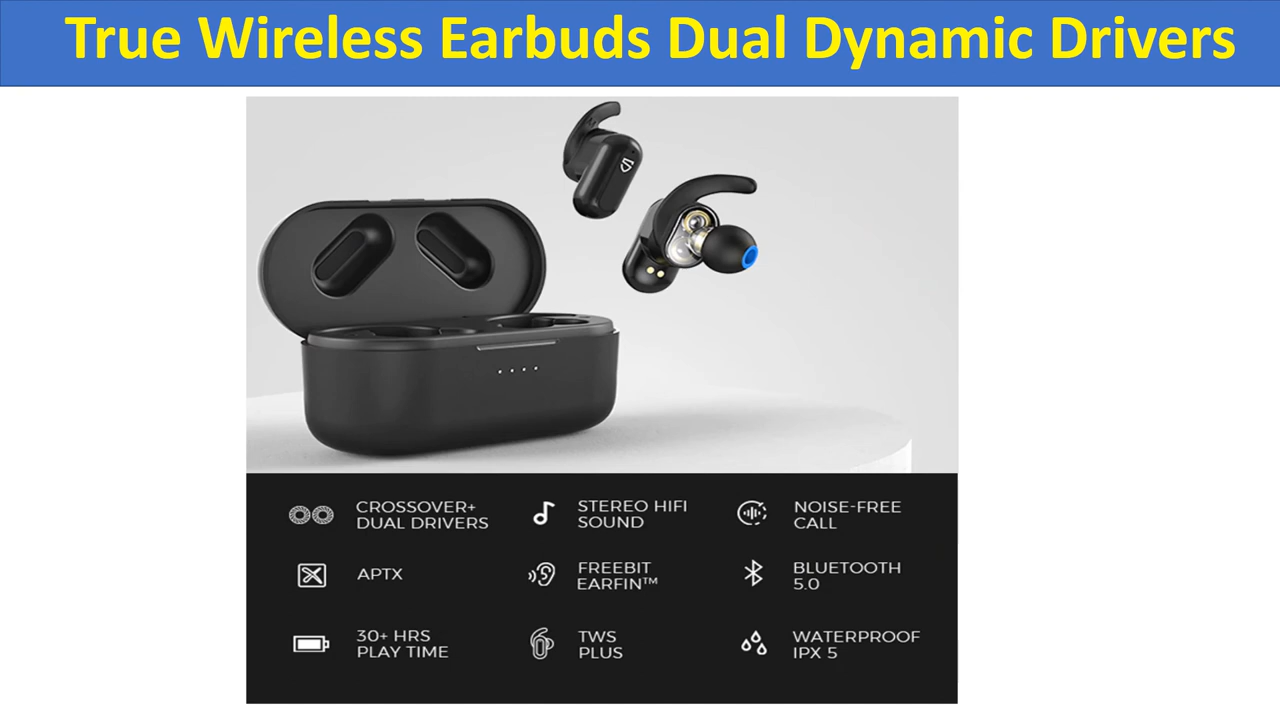 True Wireless Earbuds Dual Dynamic Drivers
CROSSOVER+
DUAL DRIVERS
STEREO HIFI
SOUND
NOISE-FREE
CALL
APTX
FREEBIT
EARFIN™
BLUETOOTH
5.0
30+ HRS
PLAY TIME
TWS
PLUS
WATERPROOF
IPX 5